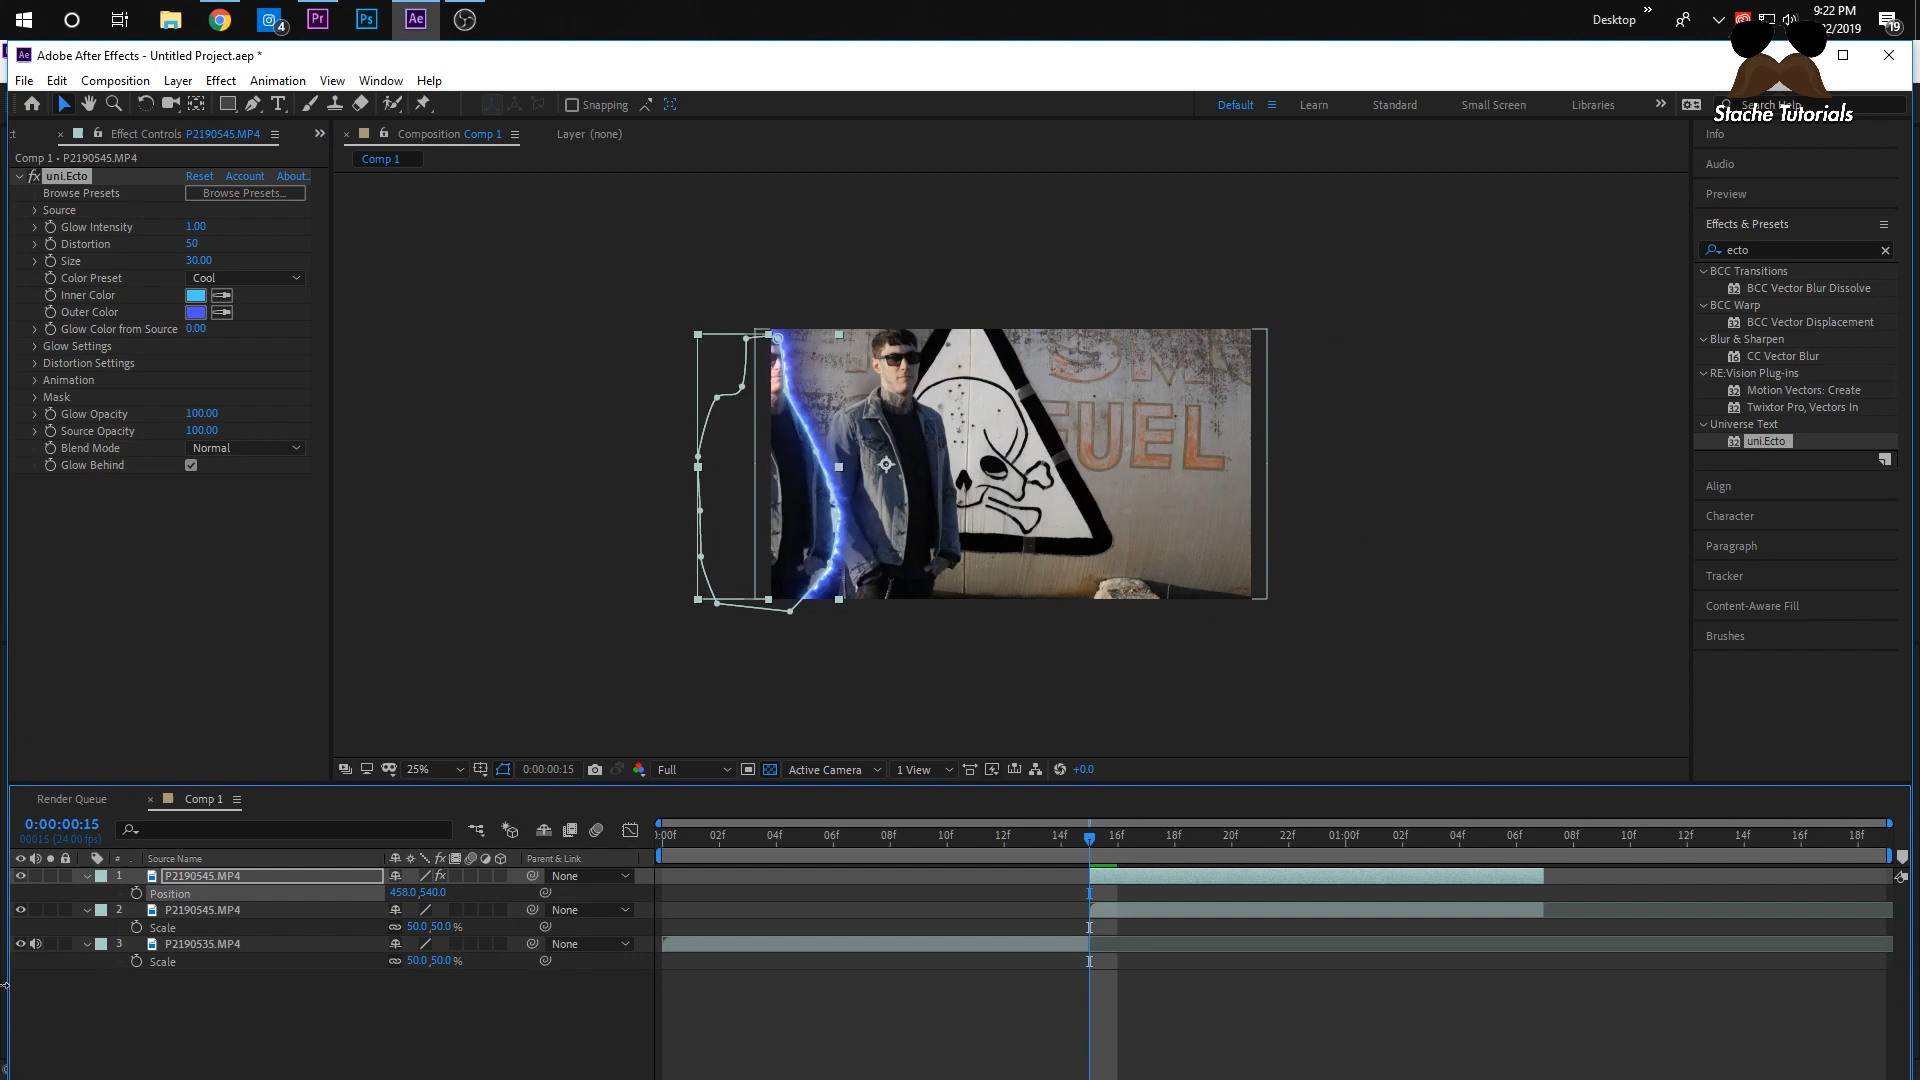 4
Pr
Ps
Ae
Desktop
9:22 PM
19
Ae Adobe After Effects - Untitled Project.aep *
File Edit Composition Layer Effect Animation View Window Help
Snapping
Default Learn Standard Small Screen Libraries
Search Help
Stache Tutorials
Effect Controls P2190545.MP4
Comp 1 • P2190545.MP4
fx uni.Ecto Reset Account About..
Browse Presets Browse Presets...
Source
Glow Intensity 1.00
Distortion 50
Size 30.00
Color Preset Cool
Inner Color
Outer Color
Glow Color from Source 0.00
Glow Settings
Distortion Settings
Animation
Mask
Glow Opacity 100.00
Source Opacity 100.00
Blend Mode Normal
Glow Behind
Composition Comp 1
Layer (none)
Comp 1
FUEL
25% 0:00:00:15 Full Active Camera 1 View +0.0
Info
Audio
Preview
Effects & Presets
ecto
BCC Transitions
BCC Vector Blur Dissolve
BCC Warp
BCC Vector Displacement
Blur & Sharpen
CC Vector Blur
RE:Vision Plug-ins
Motion Vectors: Create
Twixtor Pro, Vectors In
Universe Text
uni.Ecto
Align
Character
Paragraph
Tracker
Content-Aware Fill
Brushes
Render Queue Comp 1
0:00:00:15
00015 (24.00 fps)
:00f 02f 04f 06f 08f 10f 12f 14f 16f 18f 20f 22f 01:00f 02f 04f 06f 08f 10f 12f 14f 16f 18f
# Source Name fx Parent & Link
1 P2190545.MP4 fx None
Position 458.0,540.0
2 P2190545.MP4 None
Scale 50.0,50.0 %
3 P2190535.MP4 None
Scale 50.0,50.0 %